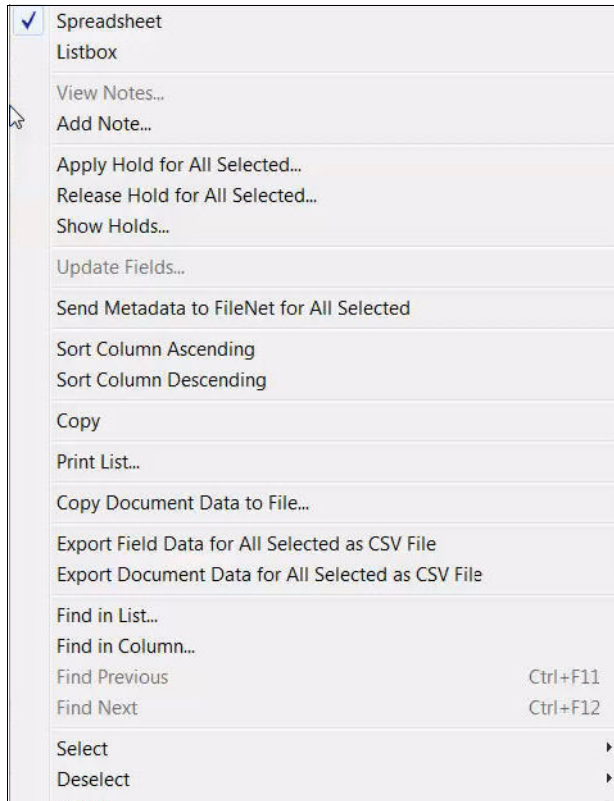 Spreadsheet
Listbox
View Notes...
Add Note...
Apply Hold for All Selected...
Release Hold for All Selected...
Show Holds...
Update Fields...
Send Metadata to FileNet for All Selected
Sort Column Ascending
Sort Column Descending
Copy
Print List...
Copy Document Data to File...
Export Field Data for All Selected as CSV File
Export Document Data for All Selected as CSV File
Find in List...
Find in Column...
Find Previous Ctrl+F11
Find Next Ctrl+F12
Select
Deselect